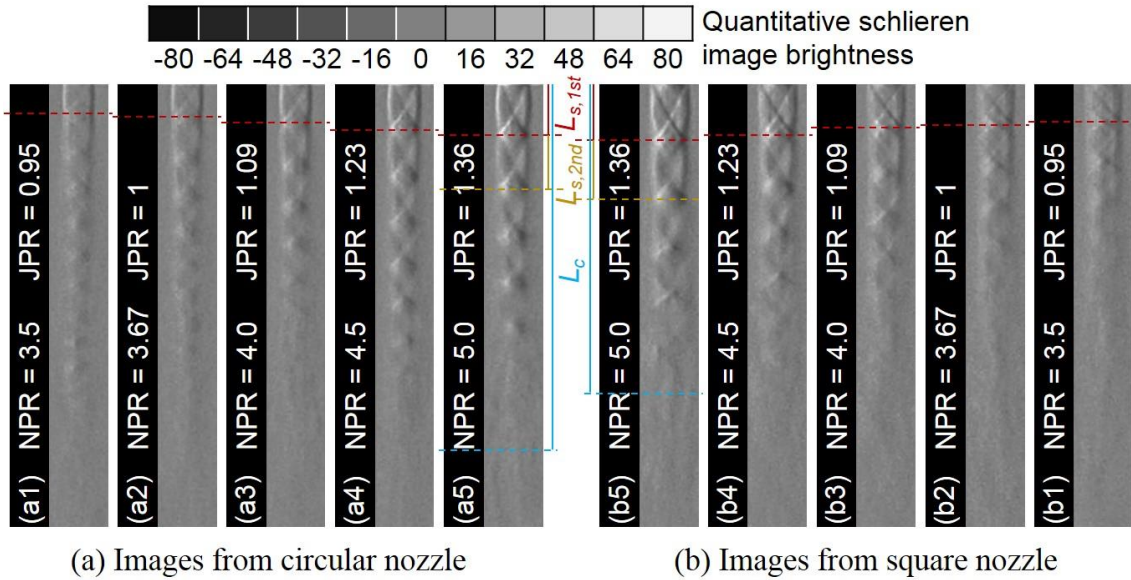 Quantitative schlieren
image brightness
-80 -64 -48 -32 -16 0 16 32 48 64 80
(a1) NPR = 3.5 JPR = 0.95
(a2) NPR = 3.67 JPR = 1
(a3) NPR = 4.0 JPR = 1.09
(a4) NPR = 4.5 JPR = 1.23
(a5) NPR = 5.0 JPR = 1.36
Ls,1st
Ls,2nd
Lc
(b5) NPR = 5.0 JPR = 1.36
(b4) NPR = 4.5 JPR = 1.23
(b3) NPR = 4.0 JPR = 1.09
(b2) NPR = 3.67 JPR = 1
(b1) NPR = 3.5 JPR = 0.95
(a) Images from circular nozzle
(b) Images from square nozzle